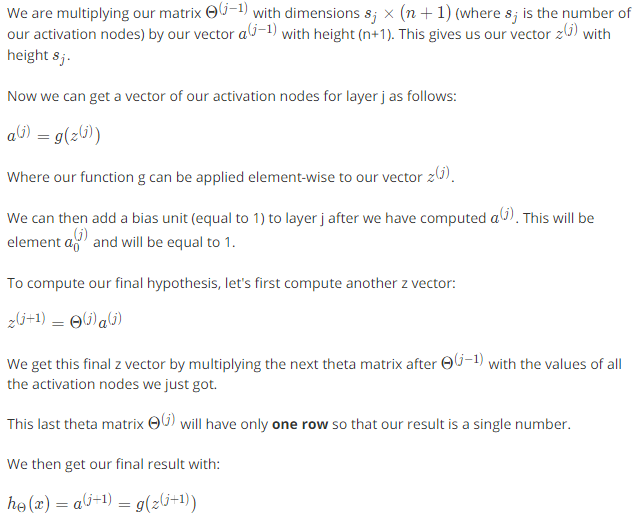 We are multiplying our matrix Θ^{(j−1)} with dimensions s_j × (n + 1) (where s_j is the number of
our activation nodes) by our vector a^{(j−1)} with height (n+1). This gives us our vector z^{(j)} with
height s_j.
Now we can get a vector of our activation nodes for layer j as follows:
a^{(j)} = g(z^{(j)})
Where our function g can be applied element-wise to our vector z^{(j)}.
We can then add a bias unit (equal to 1) to layer j after we have computed a^{(j)}. This will be
element a_0^{(j)} and will be equal to 1.
To compute our final hypothesis, let's first compute another z vector:
z^{(j+1)} = Θ^{(j)}a^{(j)}
We get this final z vector by multiplying the next theta matrix after Θ^{(j−1)} with the values of all
the activation nodes we just got.
This last theta matrix Θ^{(j)} will have only one row so that our result is a single number.
We then get our final result with:
h_Θ(x) = a^{(j+1)} = g(z^{(j+1)})